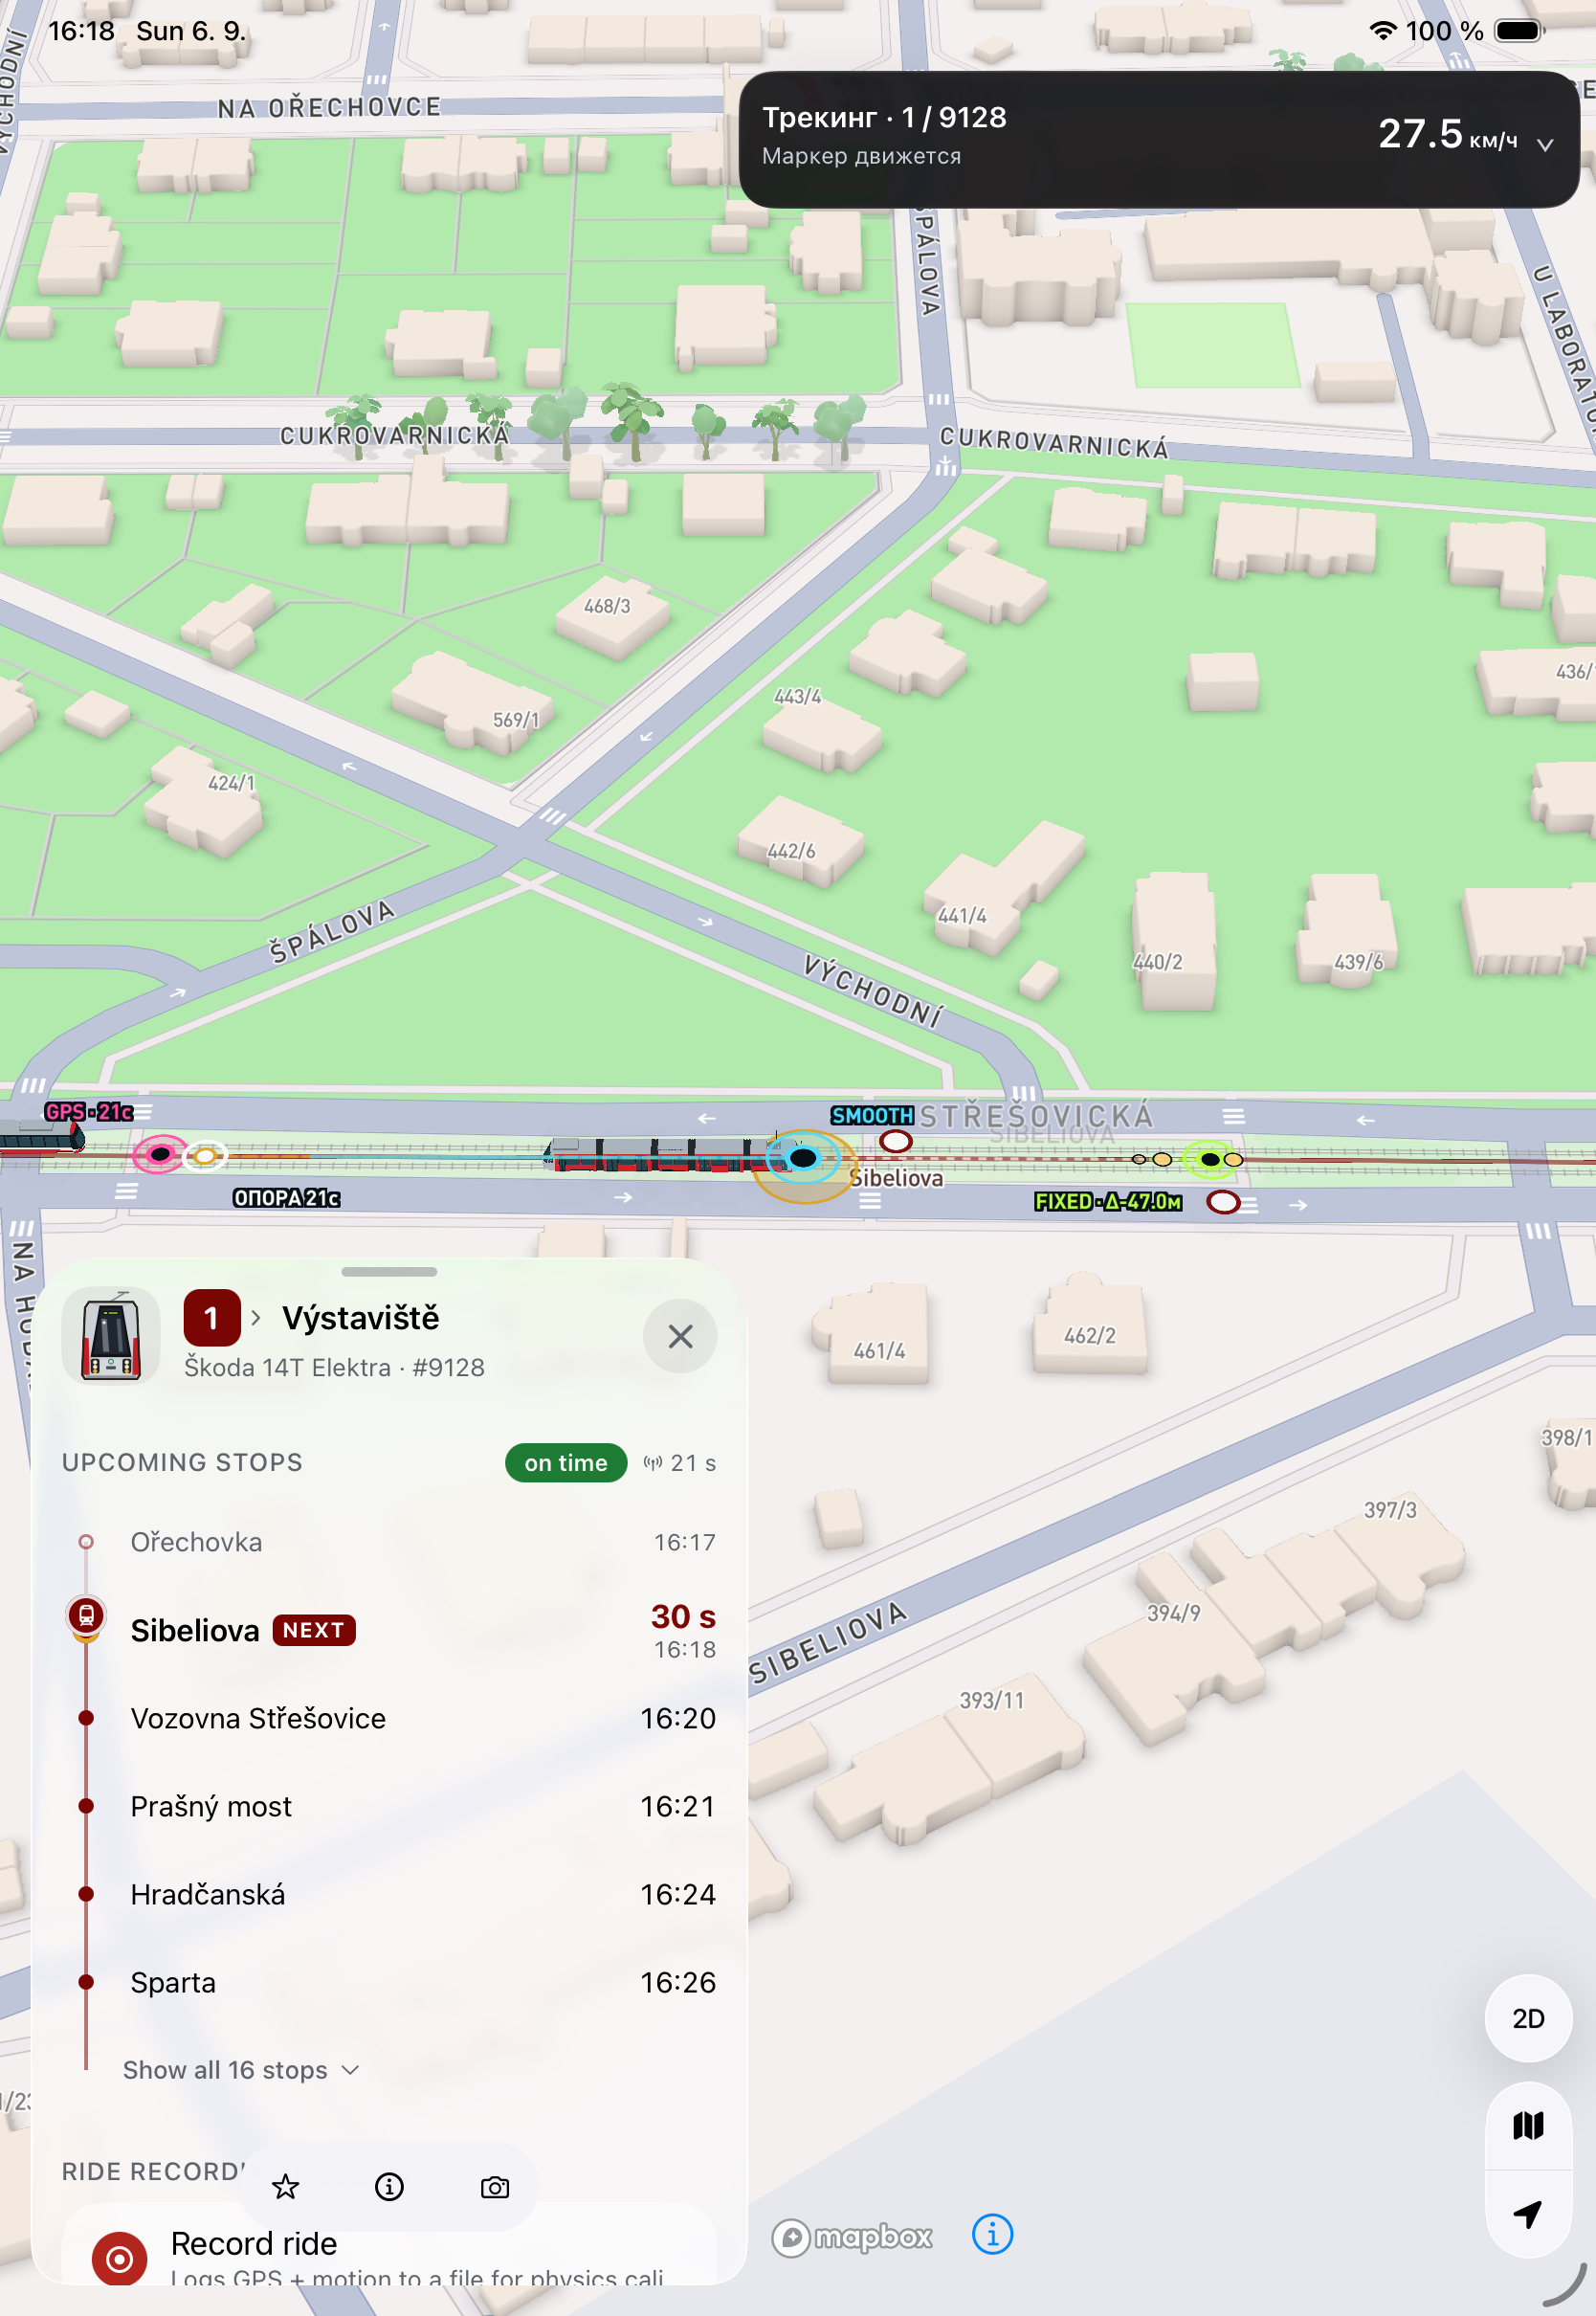 16:18 Sun 6. 9.
100 %
VÝCHODNÍ
NA OŘECHOVCE
Трекинг · 1 / 9128
Маркер движется
27.5 км/ч
ŠPÁLOVA
CUKROVARNICKÁ
CUKROVARNICKÁ
468/3
443/4
436/
569/1
424/1
442/6
441/4
440/2
439/6
ŠPÁLOVA
VÝCHODNÍ
GPS · 21с
SMOOTH
STŘEŠOVICKÁ
SIBELIOVA
Sibeliova
ОПОРА 21с
FIXED · Δ-47.0м
461/4
462/2
398/1
397/3
394/9
393/11
SIBELIOVA
1 › Výstaviště
Škoda 14T Elektra · #9128
UPCOMING STOPS
on time
21 s
Ořechovka 16:17
Sibeliova NEXT 30 s
16:18
Vozovna Střešovice 16:20
Prašný most 16:21
Hradčanská 16:24
Sparta 16:26
Show all 16 stops
RIDE RECORDI
Record ride
Logs GPS + motion to a file for physics cali
2D
mapbox